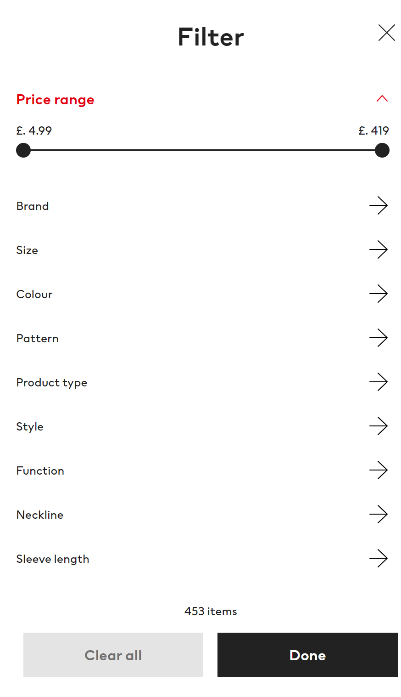 Filter
Price range
£. 4.99 £. 419
Brand
Size
Colour
Pattern
Product type
Style
Function
Neckline
Sleeve length
453 items
Clear all Done